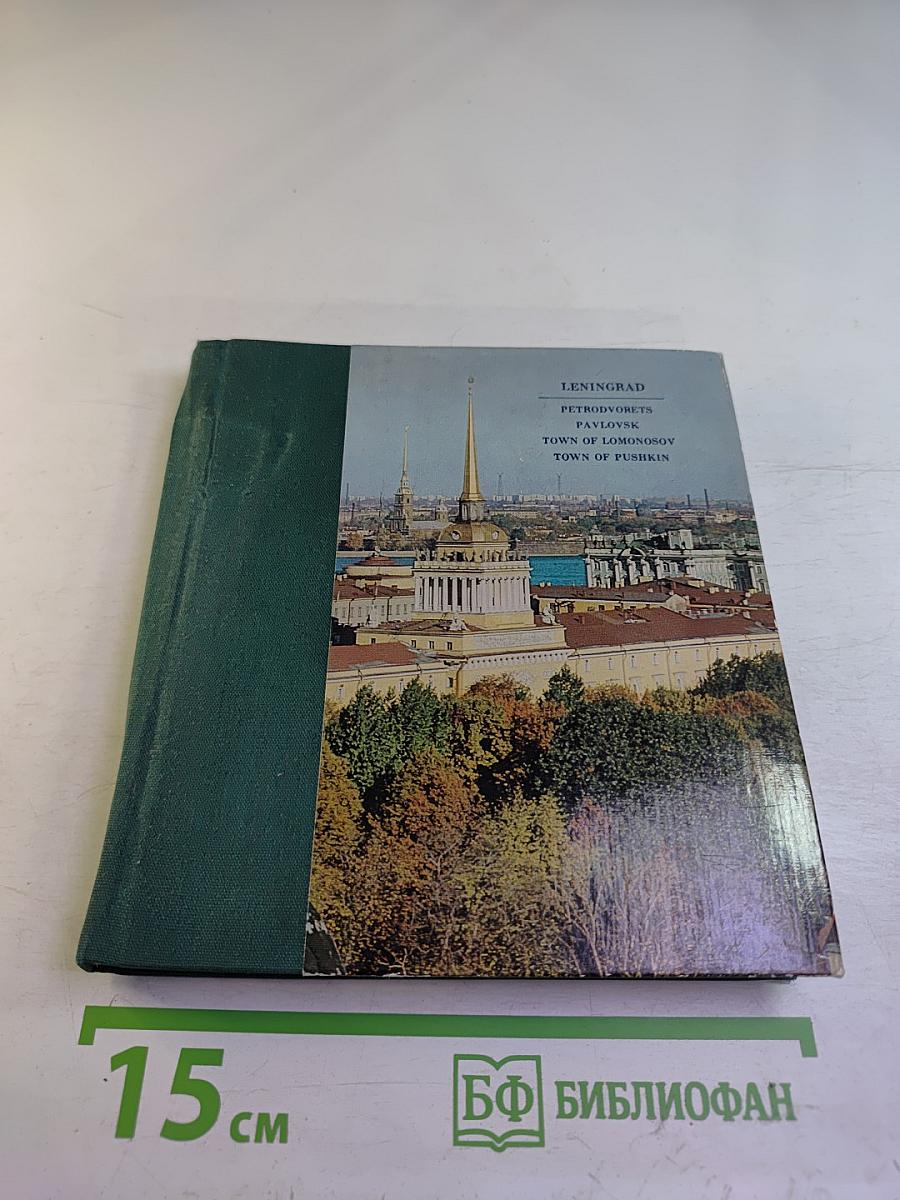 LENINGRAD
PETRODVORETS
PAVLOVSK
TOWN OF LOMONOSOV
TOWN OF PUSHKIN
15 см
БФ БИБЛИОФАН